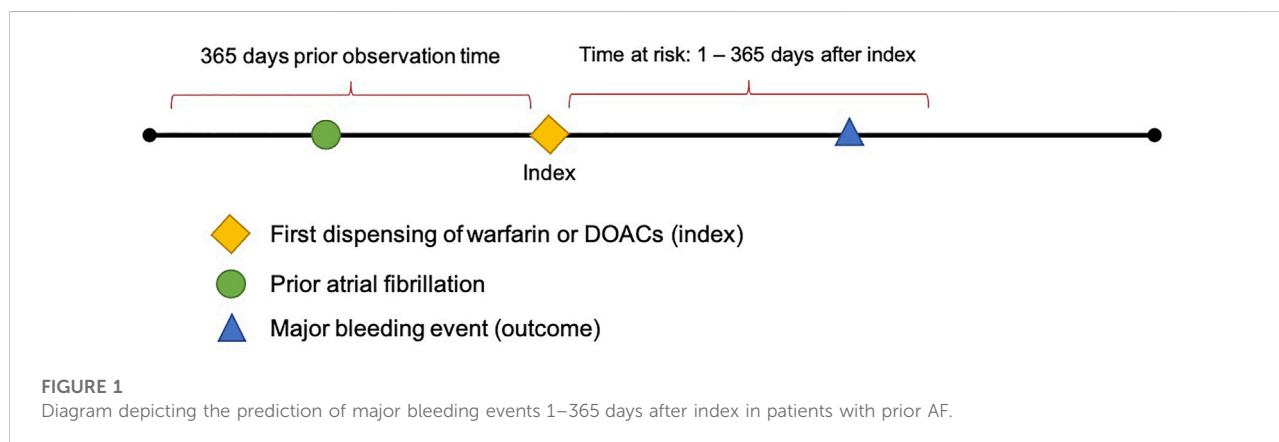 365 days prior observation time
Time at risk: 1 – 365 days after index
Index
First dispensing of warfarin or DOACs (index)
Prior atrial fibrillation
Major bleeding event (outcome)
FIGURE 1
Diagram depicting the prediction of major bleeding events 1–365 days after index in patients with prior AF.